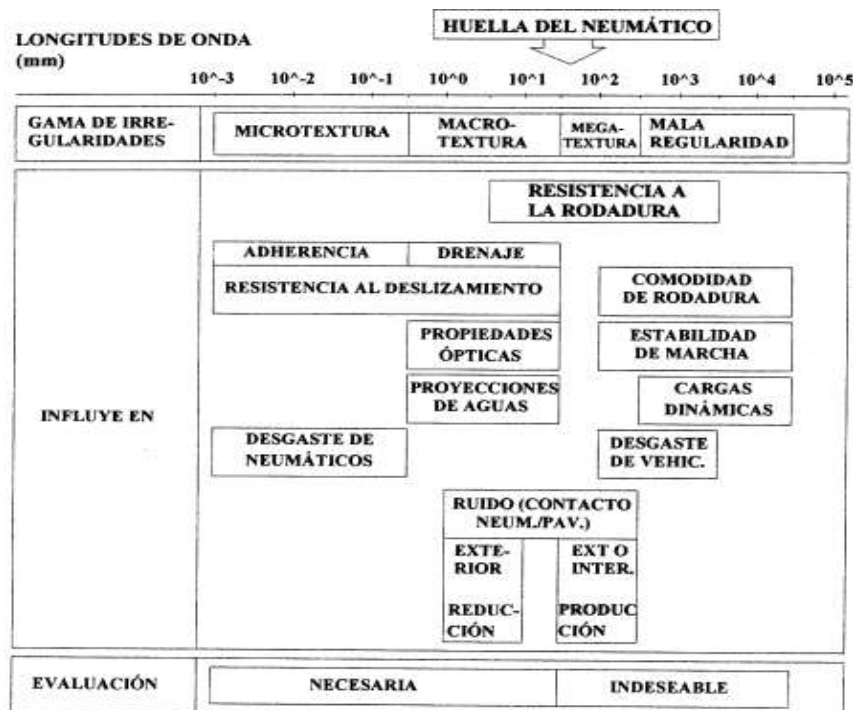 HUELLA DEL NEUMÁTICO
LONGITUDES DE ONDA
(mm)
10^-3 10^-2 10^-1 10^0 10^1 10^2 10^3 10^4 10^5
GAMA DE IRRE-
GULARIDADES
MICROTEXTURA
MACRO-
TEXTURA
MEGA-
TEXTURA
MALA
REGULARIDAD
INFLUYE EN
RESISTENCIA A
LA RODADURA
ADHERENCIA DRENAJE
RESISTENCIA AL DESLIZAMIENTO
COMODIDAD
DE RODADURA
PROPIEDADES
ÓPTICAS
ESTABILIDAD
DE MARCHA
PROYECCIONES
DE AGUAS
CARGAS
DINÁMICAS
DESGASTE DE
NEUMÁTICOS
DESGASTE
DE VEHIC.
RUIDO (CONTACTO
NEUM./PAV.)
EXTE-
RIOR
REDUC-
CIÓN
EXT O
INTER.
PRODUC
CIÓN
EVALUACIÓN NECESARIA INDESEABLE